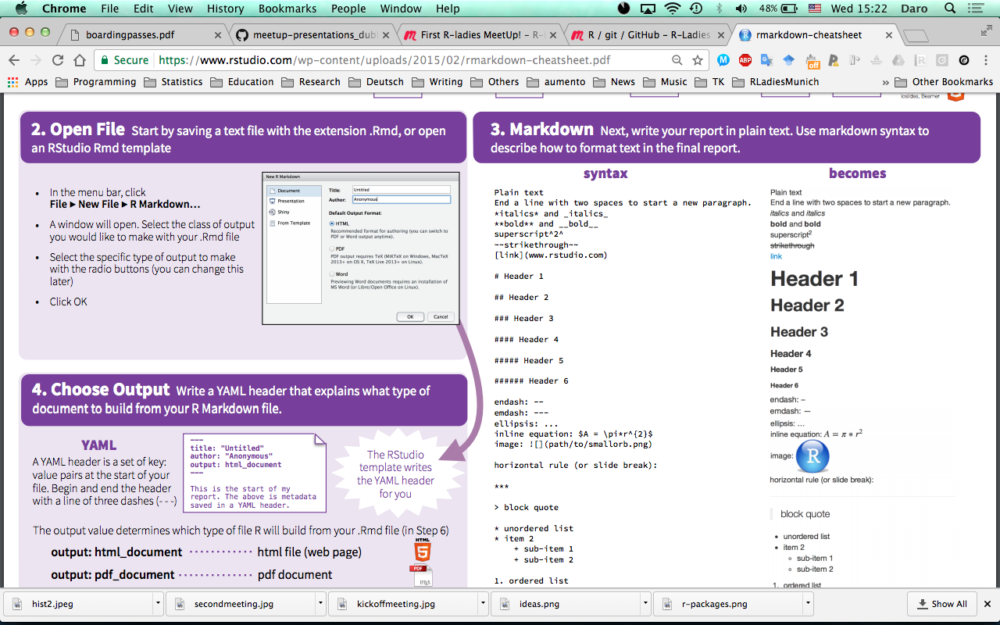 Chrome File Edit View History Bookmarks People Window Help 48% Wed 15:22 Daro
boardingpasses.pdf meetup-presentations_dubl First R-ladies MeetUp! – R- R / git / GitHub – R-Ladies rmarkdown-cheatsheet
Secure https://www.rstudio.com/wp-content/uploads/2015/02/rmarkdown-cheatsheet.pdf
ABP off
Apps Programming Statistics Education Research Deutsch Writing Others aumento News Music TK RLadiesMunich » Other Bookmarks
ioslides, Beamer
2. Open File Start by saving a text file with the extension .Rmd, or open
an RStudio Rmd template
• In the menu bar, click
File ▶ New File ▶ R Markdown…
• A window will open. Select the class of output
you would like to make with your .Rmd file
• Select the specific type of output to make
with the radio buttons (you can change this
later)
• Click OK
New R Markdown
Document
Presentation
Shiny
From Template
Title: Untitled
Author: Anonymous
Default Output Format:
HTML
Recommended format for authoring (you can switch
to PDF or Word output anytime).
PDF
PDF output requires TeX (MiKTeX on Windows, MacTeX
2013+ on OS X, TeX Live 2013+ on Linux).
Word
Previewing Word documents requires an installation of
MS Word (or Libre/Open Office on Linux).
OK Cancel
4. Choose Output Write a YAML header that explains what type of
document to build from your R Markdown file.
YAML
A YAML header is a set of key:
value pairs at the start of your
file. Begin and end the header
with a line of three dashes (- - -)
---
title: "Untitled"
author: "Anonymous"
output: html_document
---
This is the start of my
report. The above is metadata
saved in a YAML header.
The RStudio
template writes
the YAML header
for you
The output value determines which type of file R will build from your .Rmd file (in Step 6)
output: html_document ············ html file (web page)
HTML
5
output: pdf_document ············· pdf document
PDF
LATEX
3. Markdown Next, write your report in plain text. Use markdown syntax to
describe how to format text in the final report.
syntax
Plain text
End a line with two spaces to start a new paragraph.
*italics* and _italics_
**bold** and __bold__
superscript^2^
~~strikethrough~~
[link](www.rstudio.com)
# Header 1
## Header 2
### Header 3
#### Header 4
##### Header 5
###### Header 6
endash: --
emdash: ---
ellipsis: ...
inline equation: $A = \pi*r^{2}$
image: ![](path/to/smallorb.png)
horizontal rule (or slide break):
***
> block quote
* unordered list
* item 2
+ sub-item 1
+ sub-item 2
1. ordered list
becomes
Plain text
End a line with two spaces to start a new paragraph.
italics and italics
bold and bold
superscript²
strikethrough
link
Header 1
Header 2
Header 3
Header 4
Header 5
Header 6
endash: –
emdash: —
ellipsis: …
inline equation: A = π ∗ r²
image: R
horizontal rule (or slide break):
block quote
• unordered list
• item 2
○ sub-item 1
○ sub-item 2
1. ordered list
hist2.jpeg secondmeeting.jpg kickoffmeeting.jpg ideas.png r-packages.png Show All